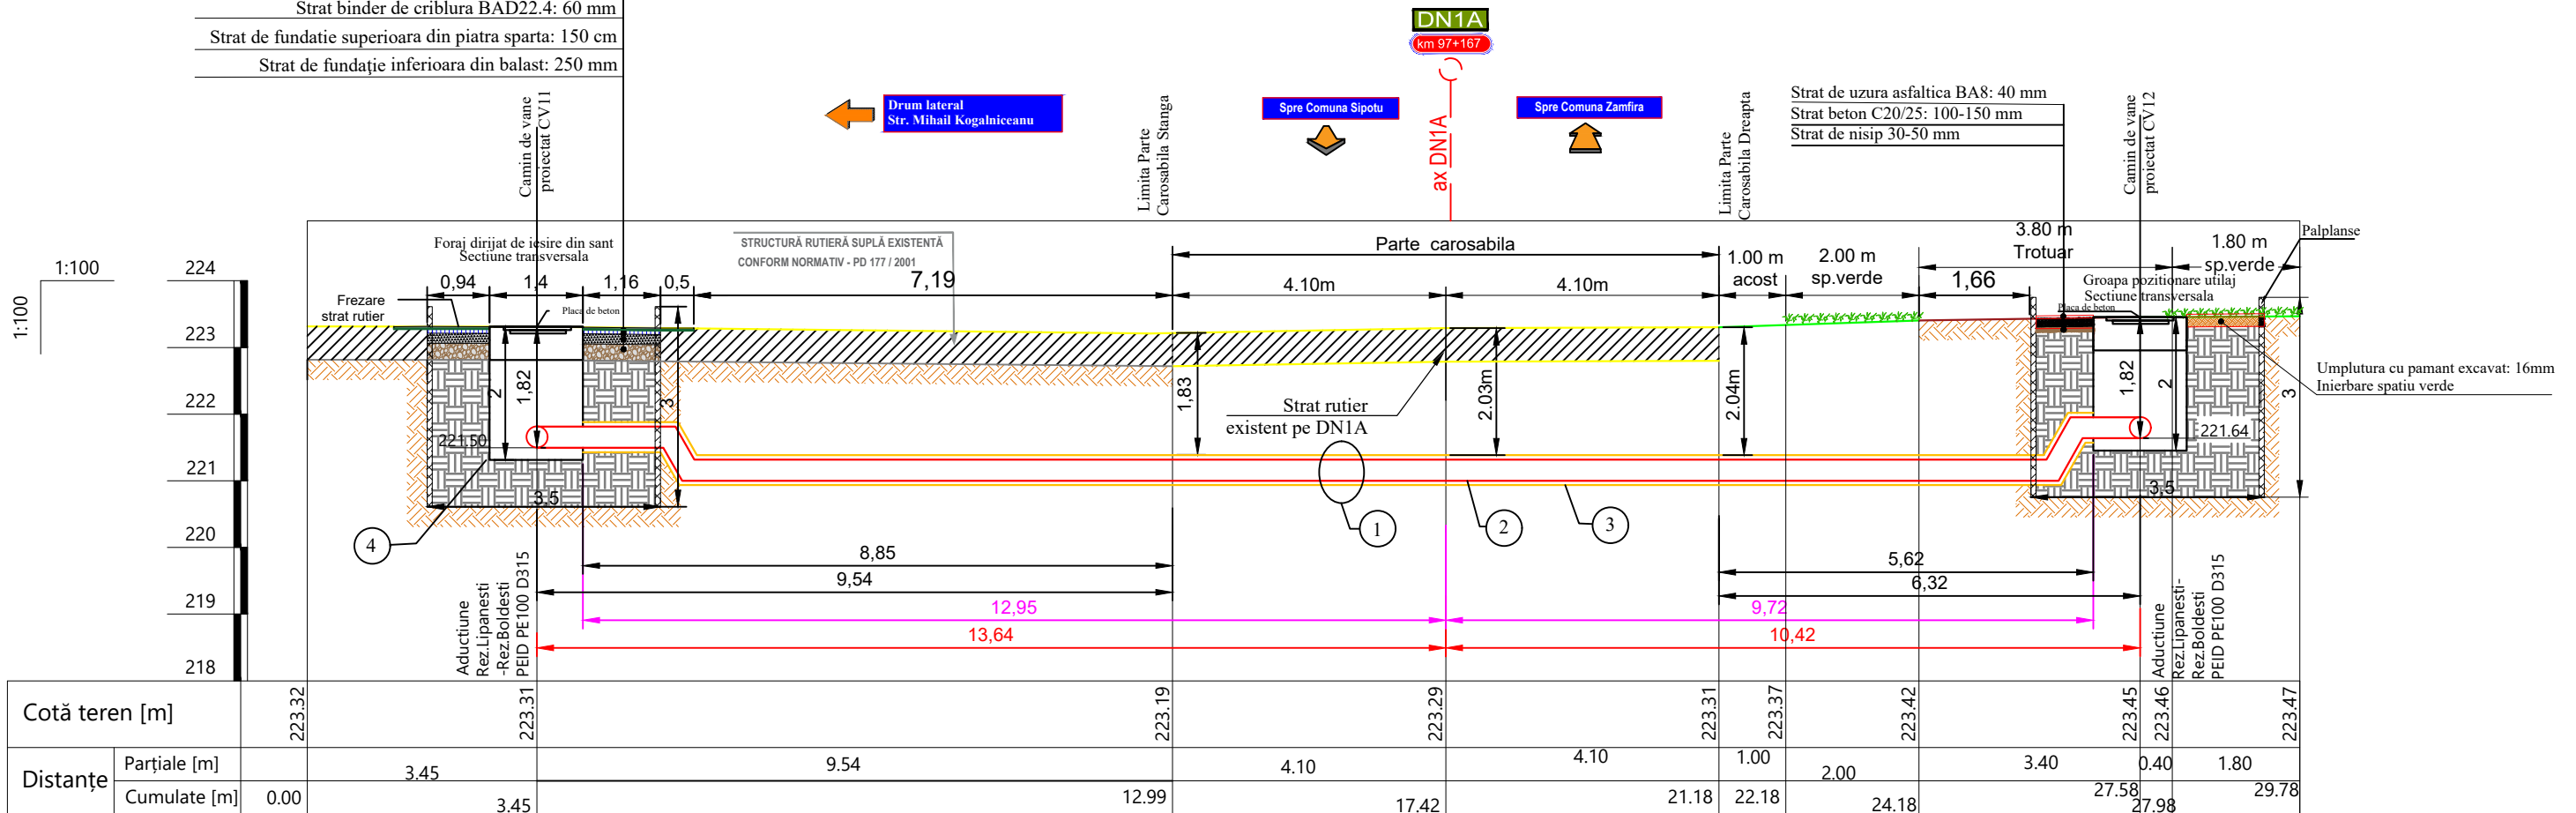 Strat binder de criblura BAD22.4: 60 mm
Strat de fundatie superioara din piatra sparta: 150 cm
Strat de fundaţie inferioara din balast: 250 mm
DN1A
km 97+167
Drum lateral
Str. Mihail Kogalniceanu
Spre Comuna Sipotu
Spre Comuna Zamfira
Strat de uzura asfaltica BA8: 40 mm
Strat beton C20/25: 100-150 mm
Strat de nisip 30-50 mm
Camin de vane
proiectat CV11
Limita Parte
Carosabila Stanga
ax DN1A
Limita Parte
Carosabila Dreapta
Camin de vane
proiectat CV12
1:100
1:100
224
223
222
221
220
219
218
Foraj dirijat de iesire din sant
Sectiune transversala
STRUCTURĂ RUTIERĂ SUPLĂ EXISTENTĂ
CONFORM NORMATIV - PD 177 / 2001
Parte carosabila
1.00 m
acost
2.00 m
sp.verde
3.80 m
Trotuar
1.80 m
sp.verde
Palplanse
0,94
1,4
1,16
0,5
7,19
4.10m
4.10m
1,66
Groapa pozitionare utilaj
Sectiune transversala
Frezare
strat rutier
Placa de beton
Placa de beton
2
1,82
3
1,83
2.03m
2.04m
1,82
2
3
Strat rutier
existent pe DN1A
Umplutura cu pamant excavat: 16mm
Inierbare spatiu verde
221.50
221.64
3.5
3,5
1
2
3
4
8,85
9,54
12,95
13,64
5,62
6,32
9,72
10,42
Aductiune
Rez.Lipanesti
-Rez.Boldesti
PEID PE100 D315
Aductiune
Rez.Lipanesti-
Rez.Boldesti
PEID PE100 D315
Cotă teren [m]
223.32
223.31
223.19
223.29
223.31
223.37
223.42
223.45
223.46
223.47
Distanțe
Parțiale [m]
3.45
9.54
4.10
4.10
1.00
2.00
3.40
0.40
1.80
Cumulate [m]
0.00
3.45
12.99
17.42
21.18
22.18
24.18
27.58
27.98
29.78